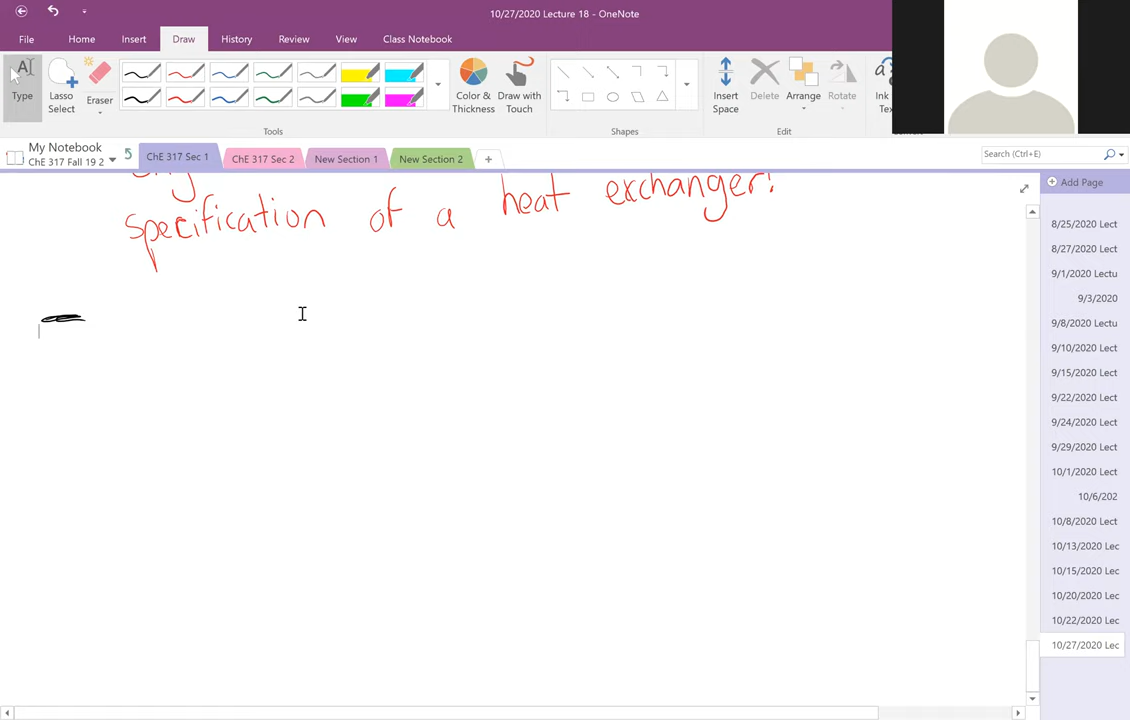 10/27/2020 Lecture 18 - OneNote
File Home Insert Draw History Review View Class Notebook
Type
Lasso
Select
Eraser
Color &
Thickness
Draw with
Touch
Insert
Space
Delete
Arrange
Rotate
Tools
Shapes
Edit
My Notebook
ChE 317 Fall 19 2
ChE 317 Sec 1
ChE 317 Sec 2
New Section 1
New Section 2
Search (Ctrl+E)
Add Page
specification of a heat exchanger!
8/25/2020 Lect
8/27/2020 Lect
9/1/2020 Lectu
9/3/2020
9/8/2020 Lectu
9/10/2020 Lect
9/15/2020 Lect
9/22/2020 Lect
9/24/2020 Lect
9/29/2020 Lect
10/1/2020 Lect
10/6/202
10/8/2020 Lect
10/13/2020 Lec
10/15/2020 Lec
10/20/2020 Lec
10/22/2020 Lec
10/27/2020 Lec